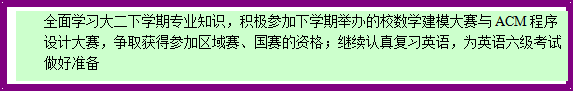 全面学习大二下学期专业知识，积极参加下学期举办的校数学建模大赛与 ACM 程序
设计大赛，争取获得参加区域赛、国赛的资格；继续认真复习英语，为英语六级考试
做好准备